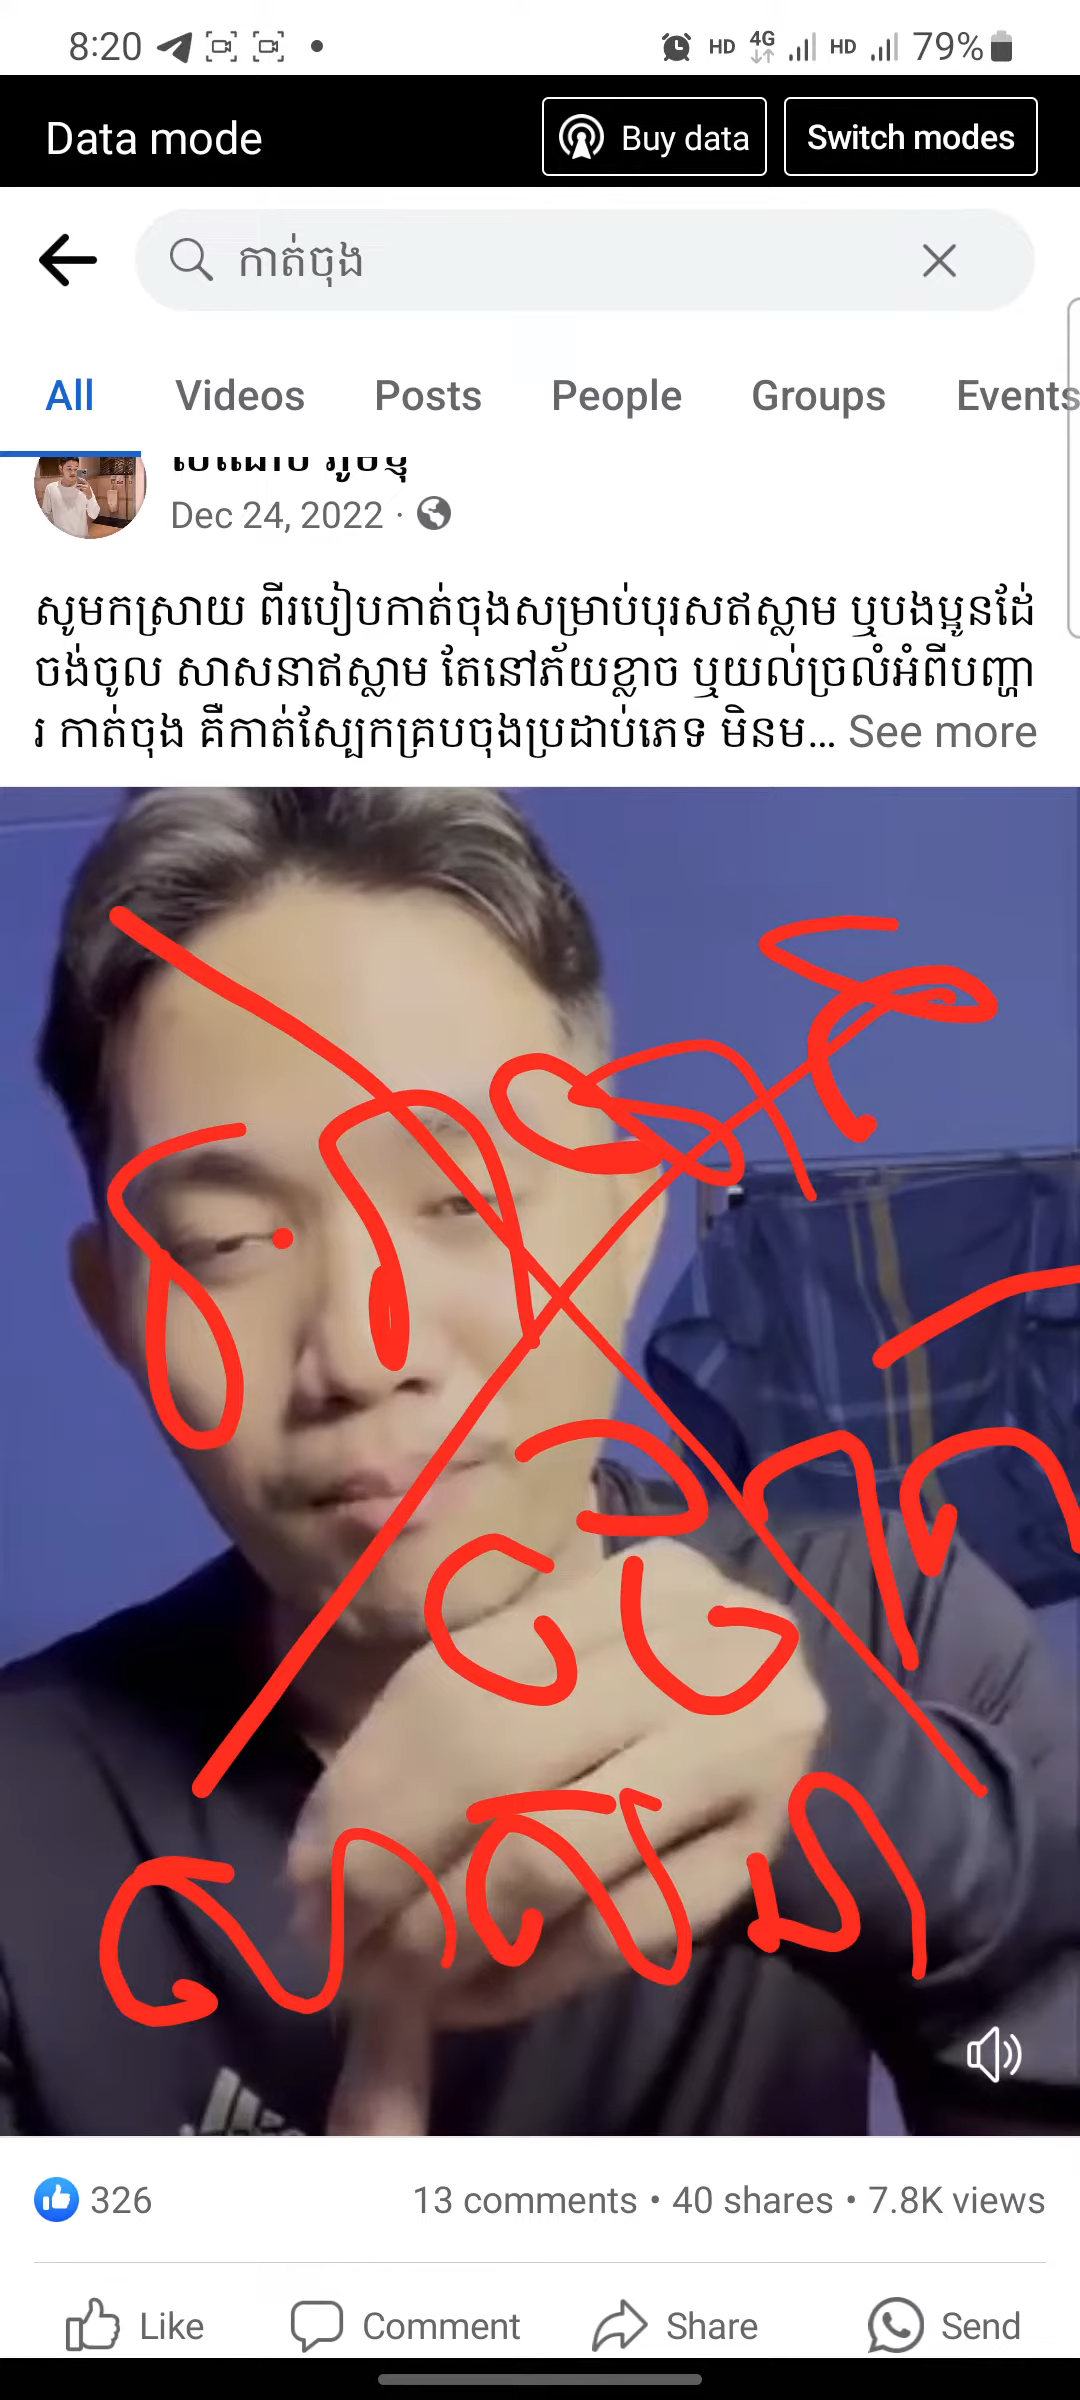 8:20 HD 4G HD 79%
Data mode Buy data Switch modes
កាត់ចុង
All Videos Posts People Groups Events
Dec 24, 2022 ·
សូមកស្រាយ ពីរបៀបកាត់ចុងសម្រាប់បុរសឥស្លាម ឬបងប្អូនដែ
ចង់ចូល សាសនាឥស្លាម តែនៅភ័យខ្លាច ឬយល់ច្រលំអំពីបញ្ហា
រ កាត់ចុង គឺកាត់ស្បែកគ្របចុងប្រដាប់ភេទ មិនម... See more
326 13 comments • 40 shares • 7.8K views
Like Comment Share Send